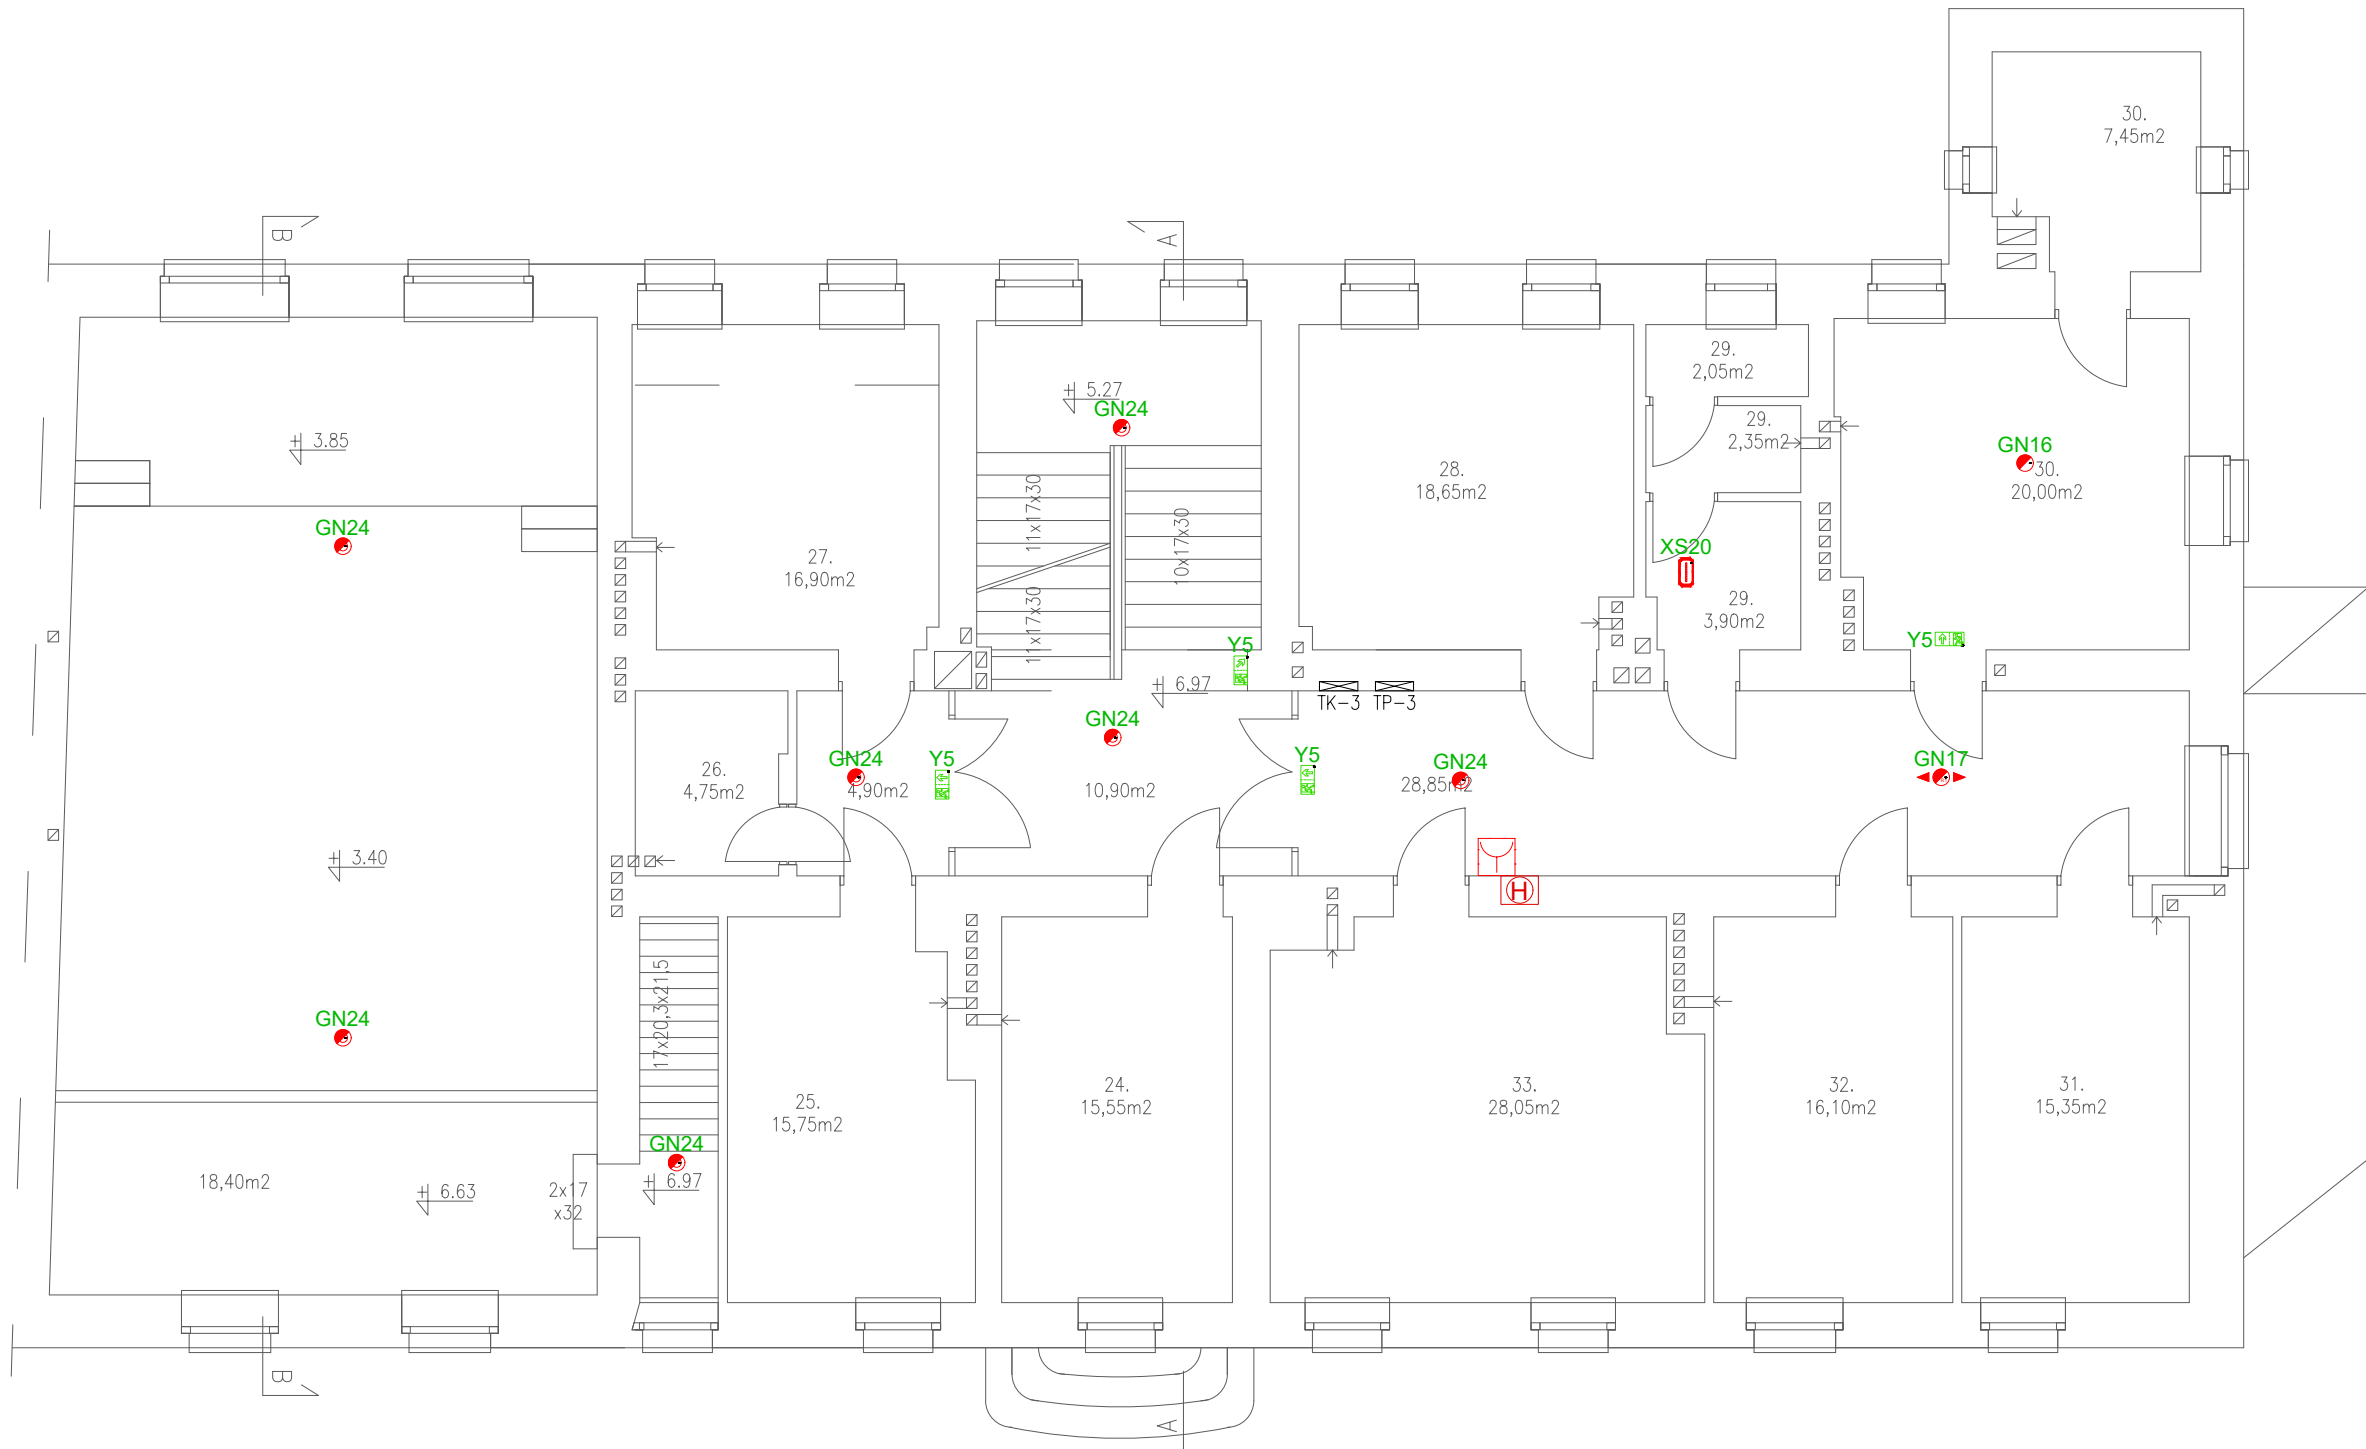 30.
7,45m2
B
A
29.
2,05m2
5.27
GN24
29.
2,35m2
3.85
GN16
30.
20,00m2
28.
18,65m2
11x17x30
10x17x30
GN24
XS20
27.
16,90m2
29.
3,90m2
11x17x30
Y5
Y5
6.97
TK-3
TP-3
GN24
GN24
Y5
Y5
GN24
GN17
26.
4,75m2
4,90m2
10,90m2
28,85m2
3.40
H
17x20,3x21,5
GN24
25.
15,75m2
24.
15,55m2
33.
28,05m2
32.
16,10m2
31.
15,35m2
GN24
18,40m2
6.63
2x17
x32
6.97
B
A